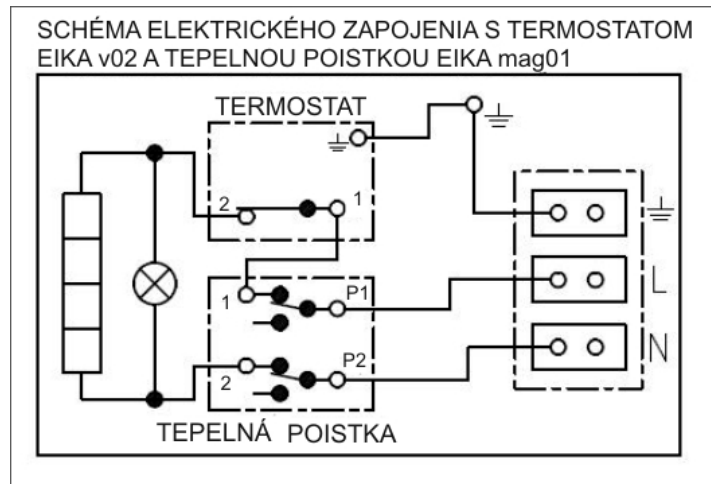 SCHÉMA ELEKTRICKÉHO ZAPOJENIA S TERMOSTATOM
EIKA v02 A TEPELNOU POISTKOU EIKA mag01
TERMOSTAT
2
1
1
P1
L
P2
N
2
TEPELNÁ POISTKA